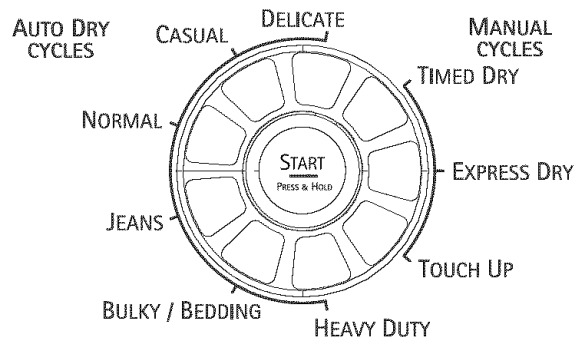 AUTO DRY
CYCLES
CASUAL
DELICATE
MANUAL
CYCLES
TIMED DRY
NORMAL
START
PRESS & HOLD
EXPRESS DRY
JEANS
TOUCH UP
BULKY / BEDDING
HEAVY DUTY